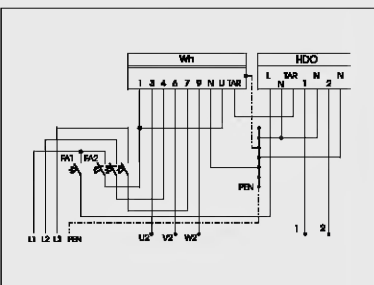 Wh HDO
L TAR N N
N 1 2
1 3 4 6 7 9 N U TAR
FA1 FA2
PEN
L1 L2 L3 PEN
U2 V2 W2
1 2